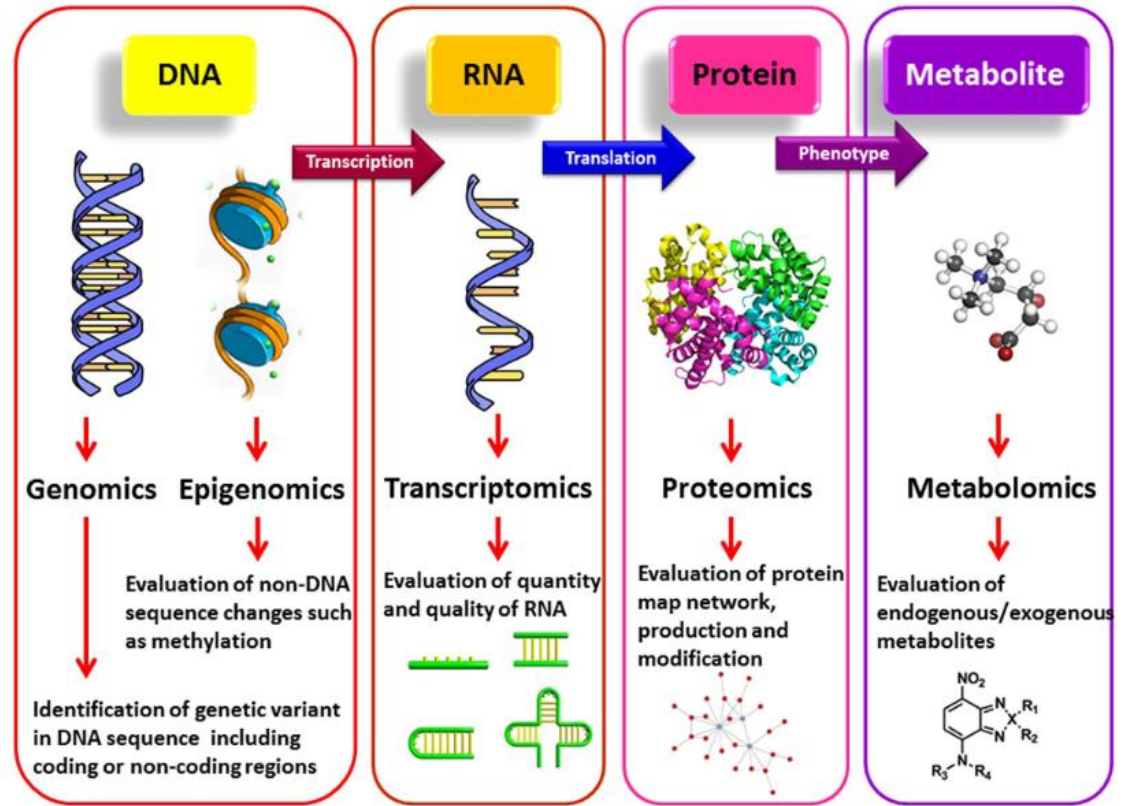 DNA
RNA
Protein
Metabolite
Transcription
Translation
Phenotype
Genomics
Epigenomics
Transcriptomics
Proteomics
Metabolomics
Evaluation of non-DNA
sequence changes such
as methylation
Identification of genetic variant
in DNA sequence including
coding or non-coding regions
Evaluation of quantity
and quality of RNA
Evaluation of protein
map network,
production and
modification
Evaluation of
endogenous/exogenous
metabolites
NO₂
N
X
R₁
R₂
N
N
R₃
R₄